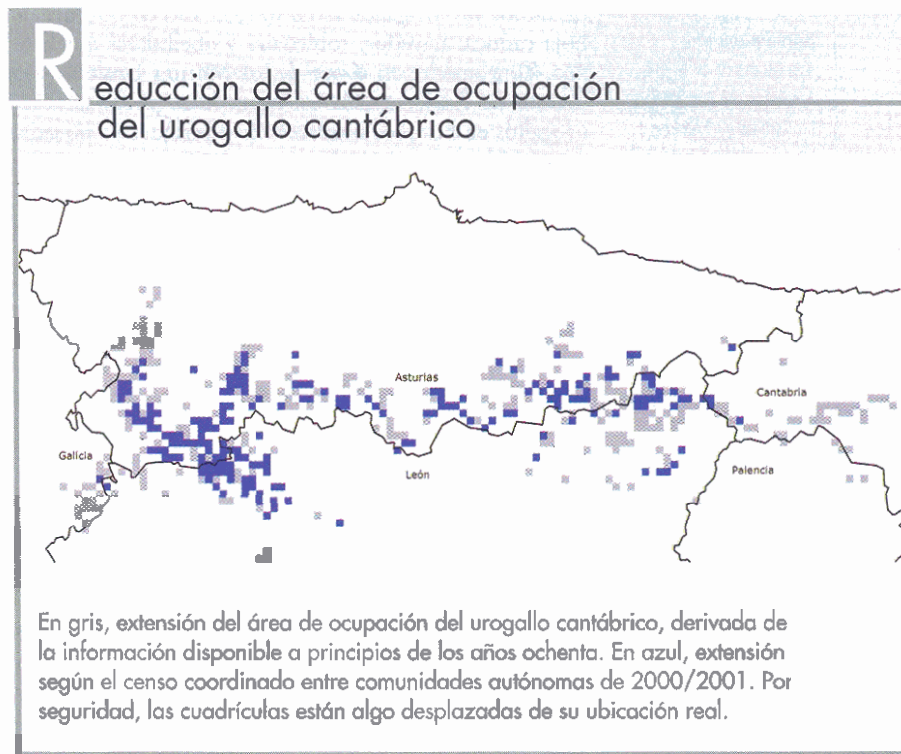 Reducción del área de ocupación
del urogallo cantábrico
Asturias
Cantabria
Galicia
León
Palencia
En gris, extensión del área de ocupación del urogallo cantábrico, derivada de
la información disponible a principios de los años ochenta. En azul, extensión
según el censo coordinado entre comunidades autónomas de 2000/2001. Por
seguridad, las cuadrículas están algo desplazadas de su ubicación real.